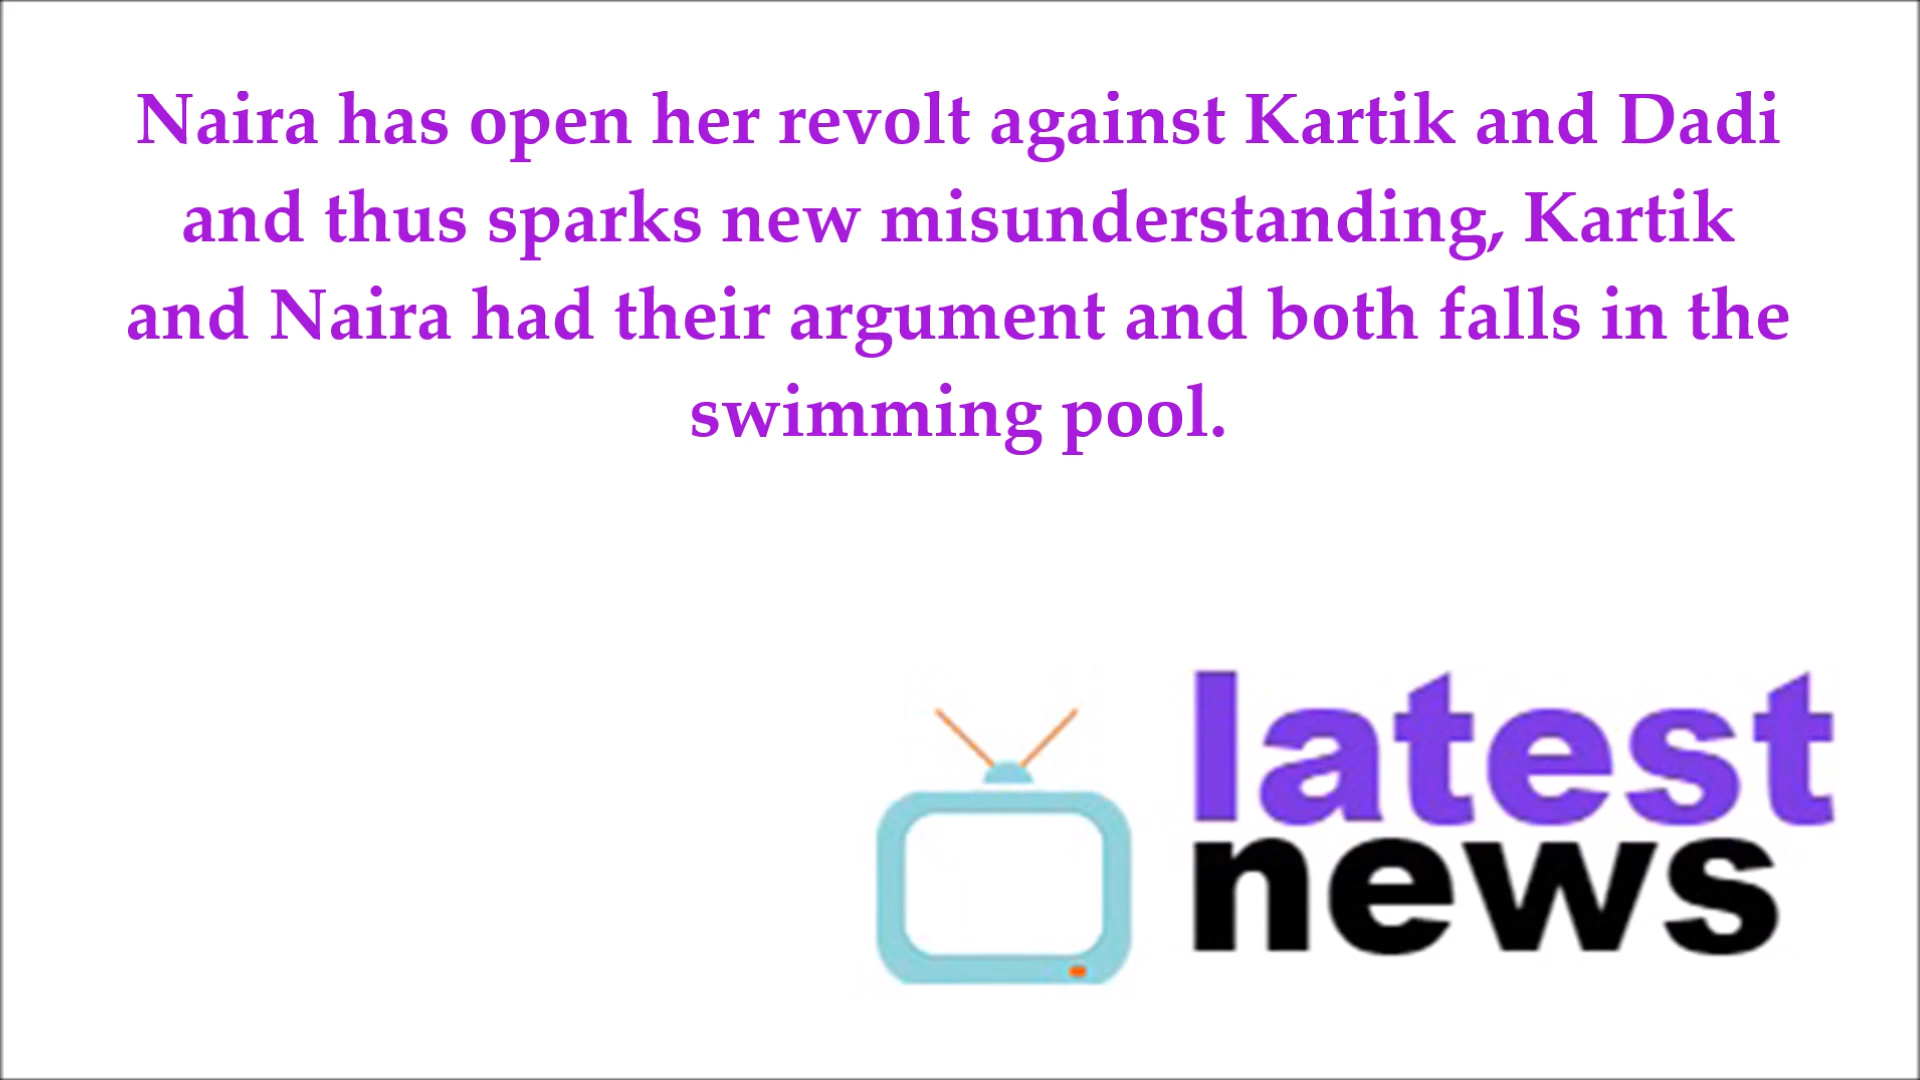 Naira has open her revolt against Kartik and Dadi
and thus sparks new misunderstanding, Kartik
and Naira had their argument and both falls in the
swimming pool.
latest
news